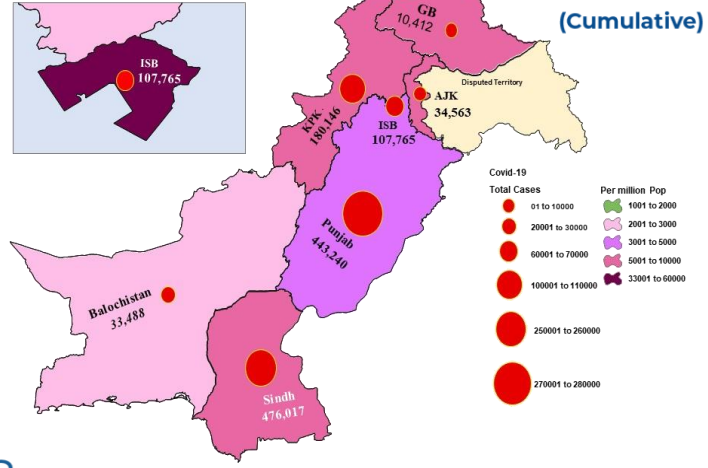 GB
10,412
(Cumulative)
ISB
107,765
Disputed Territory
AJK
34,563
KPK
180,146
ISB
107,765
Punjab
443,240
Balochistan
33,488
Sindh
476,017
Covid-19
Total Cases
01 to 10000
20001 to 30000
60001 to 70000
100001 to 110000
250001 to 260000
270001 to 280000
Per million Pop
1001 to 2000
2001 to 3000
3001 to 5000
5001 to 10000
33001 to 60000